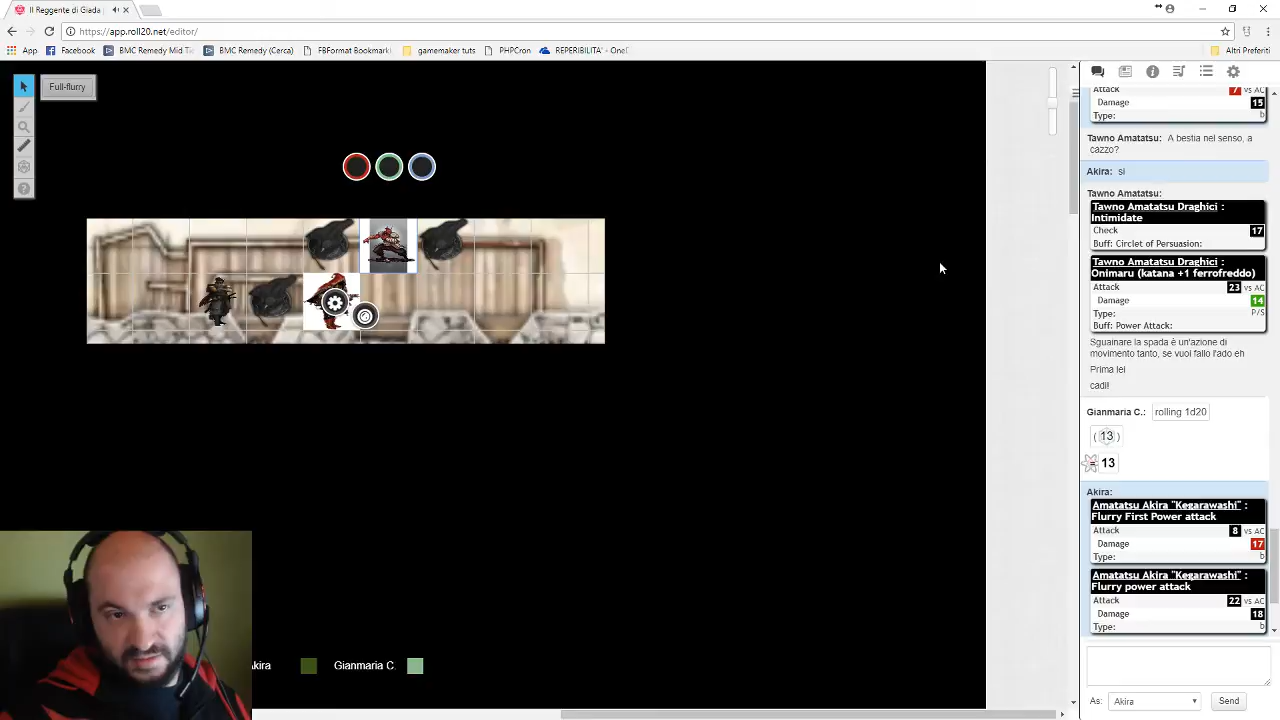 Il Reggente di Giada
https://app.roll20.net/editor/
App
Facebook
BMC Remedy Mid Tie
BMC Remedy (Cerca)
FBFormat Bookmarkl
gamemaker tuts
PHPCron
REPERIBILITA' - OneD
Altri Preferiti
Full-flurry
Attack 7 vs AC
Damage 15
Type: b
Tawno Amatatsu: A bestia nel senso, a
cazzo?
Akira: si
Tawno Amatatsu:
Tawno Amatatsu Draghici :
Intimidate
Check 17
Buff: Circlet of Persuasion:
Tawno Amatatsu Draghici :
Onimaru (katana +1 ferrofreddo)
Attack 23 vs AC
Damage 14
Type: P/S
Buff: Power Attack:
Sguainare la spada è un'azione di
movimento tanto, se vuoi fallo l'ado eh
Prima lei
cadi!
Gianmaria C.: rolling 1d20
(13)
= 13
Akira:
Amatatsu Akira "Kegarawashi" :
Flurry First Power attack
Attack 8 vs AC
Damage 17
Type: b
Amatatsu Akira "Kegarawashi" :
Flurry power attack
Attack 22 vs AC
Damage 18
Type: b
kira
Gianmaria C.
As: Akira Send